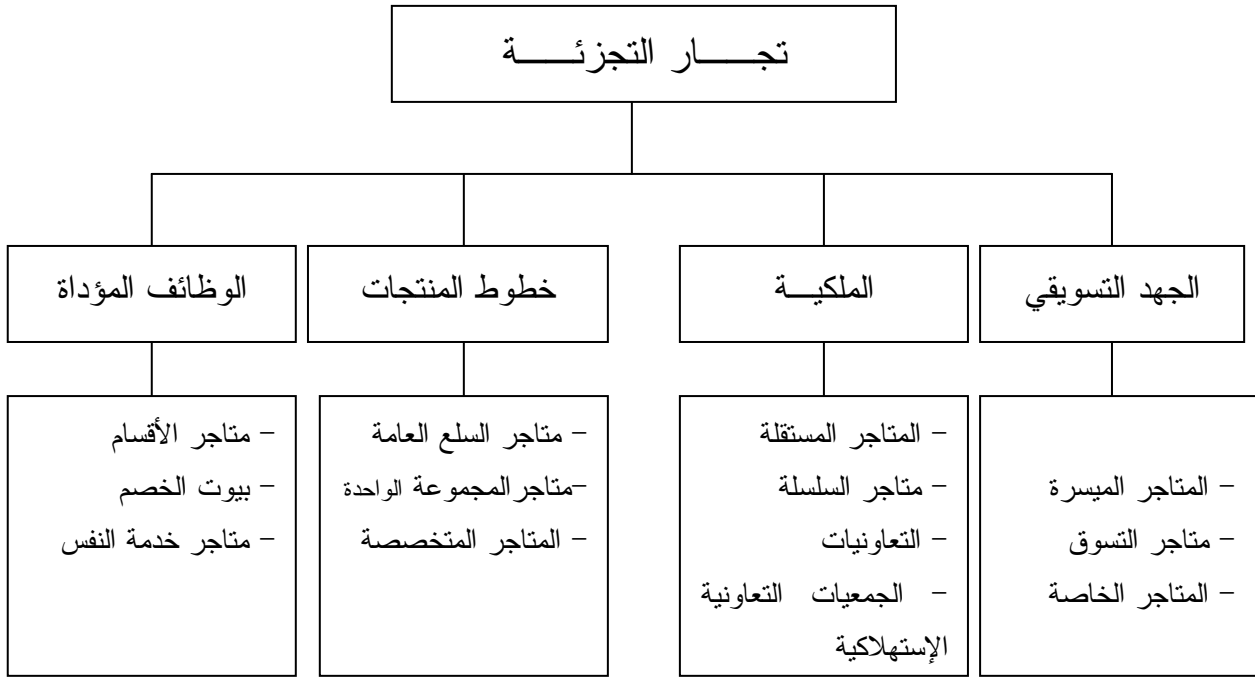 تجـــــار التجزئـــــة
الجهد التسويقي
الملكيـــة
خطوط المنتجات
الوظائف المؤداة
– المتاجر الميسرة
– متاجر التسوق
– المتاجر الخاصة
– المتاجر المستقلة
– متاجر السلسلة
– التعاونيات
– الجمعيات التعاونية
الإستهلاكية
– متاجر السلع العامة
–متاجر المجموعة الواحدة
– المتاجر المتخصصة
– متاجر الأقسام
– بيوت الخصم
– متاجر خدمة النفس